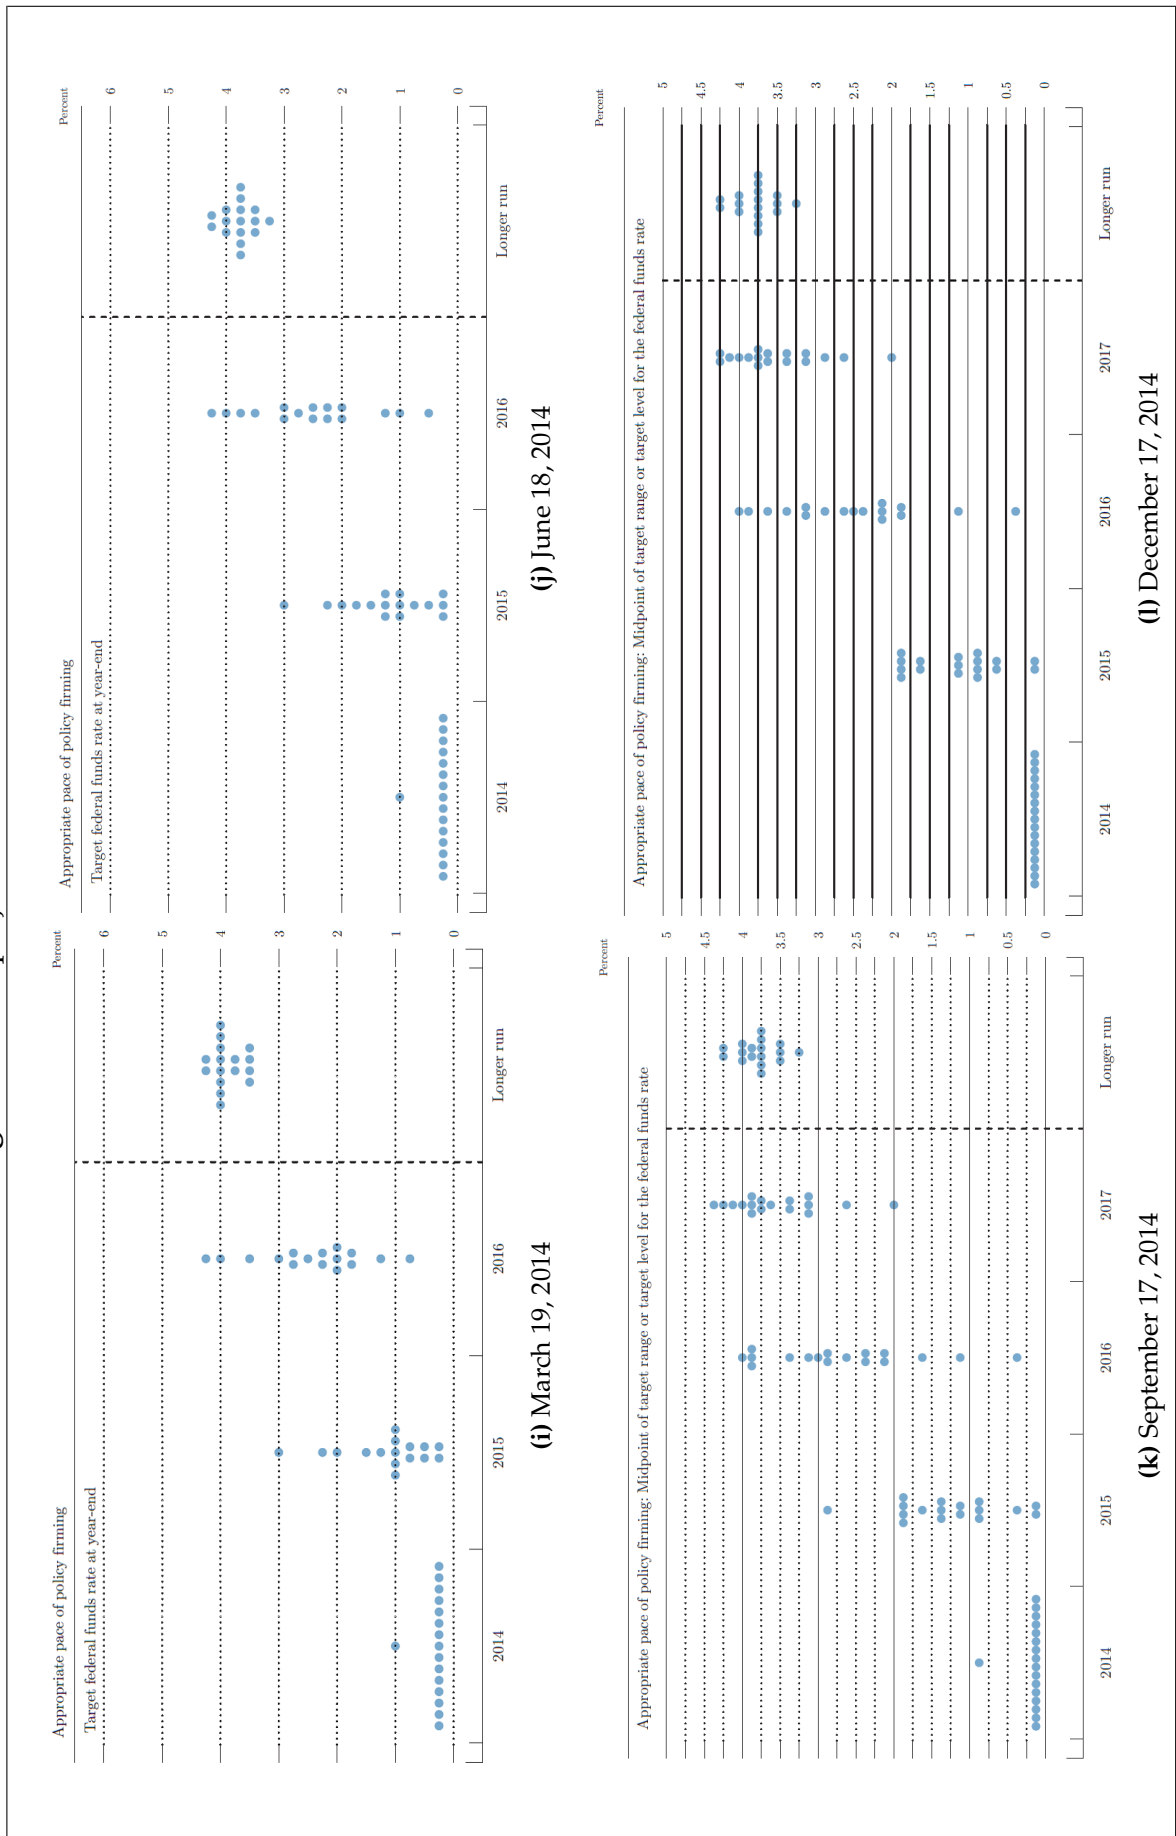 Appropriate pace of policy firming
Percent
Target federal funds rate at year-end
6
5
4
3
2
1
0
2014
2015
2016
Longer run
(i) March 19, 2014
Appropriate pace of policy firming
Percent
Target federal funds rate at year-end
6
5
4
3
2
1
0
2014
2015
2016
Longer run
(j) June 18, 2014
Percent
Appropriate pace of policy firming: Midpoint of target range or target level for the federal funds rate
5
4.5
4
3.5
3
2.5
2
1.5
1
0.5
0
2014
2015
2016
2017
Longer run
(k) September 17, 2014
Percent
Appropriate pace of policy firming: Midpoint of target range or target level for the federal funds rate
5
4.5
4
3.5
3
2.5
2
1.5
1
0.5
0
2014
2015
2016
2017
Longer run
(l) December 17, 2014